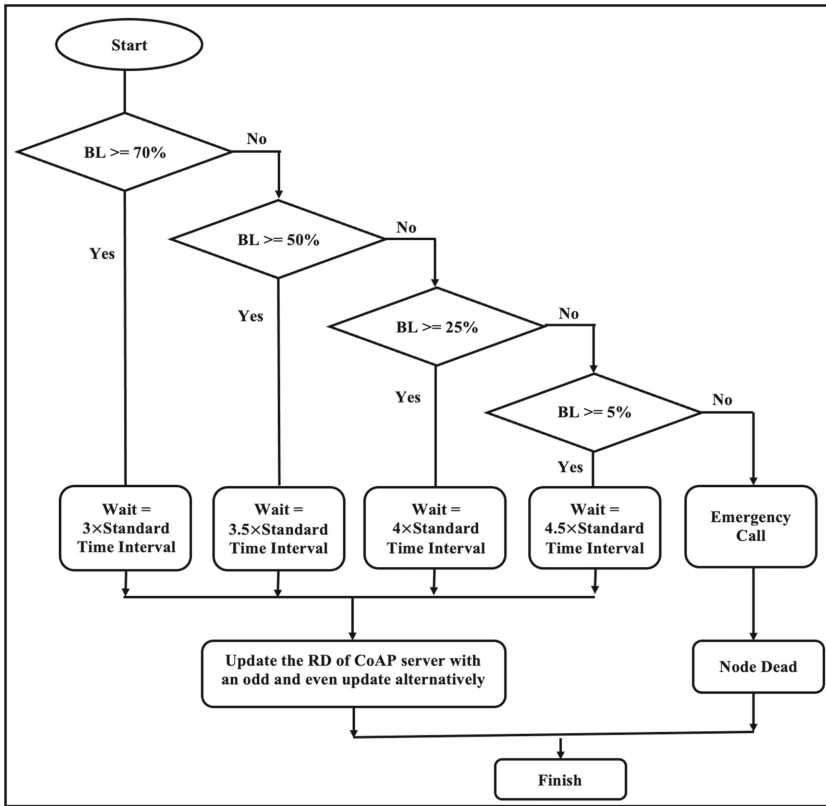 Start
BL >= 70%
No
Yes
BL >= 50%
No
Yes
BL >= 25%
No
Yes
BL >= 5%
No
Yes
Wait =
3×Standard
Time Interval
Wait =
3.5×Standard
Time Interval
Wait =
4×Standard
Time Interval
Wait =
4.5×Standard
Time Interval
Emergency
Call
Update the RD of CoAP server with
an odd and even update alternatively
Node Dead
Finish